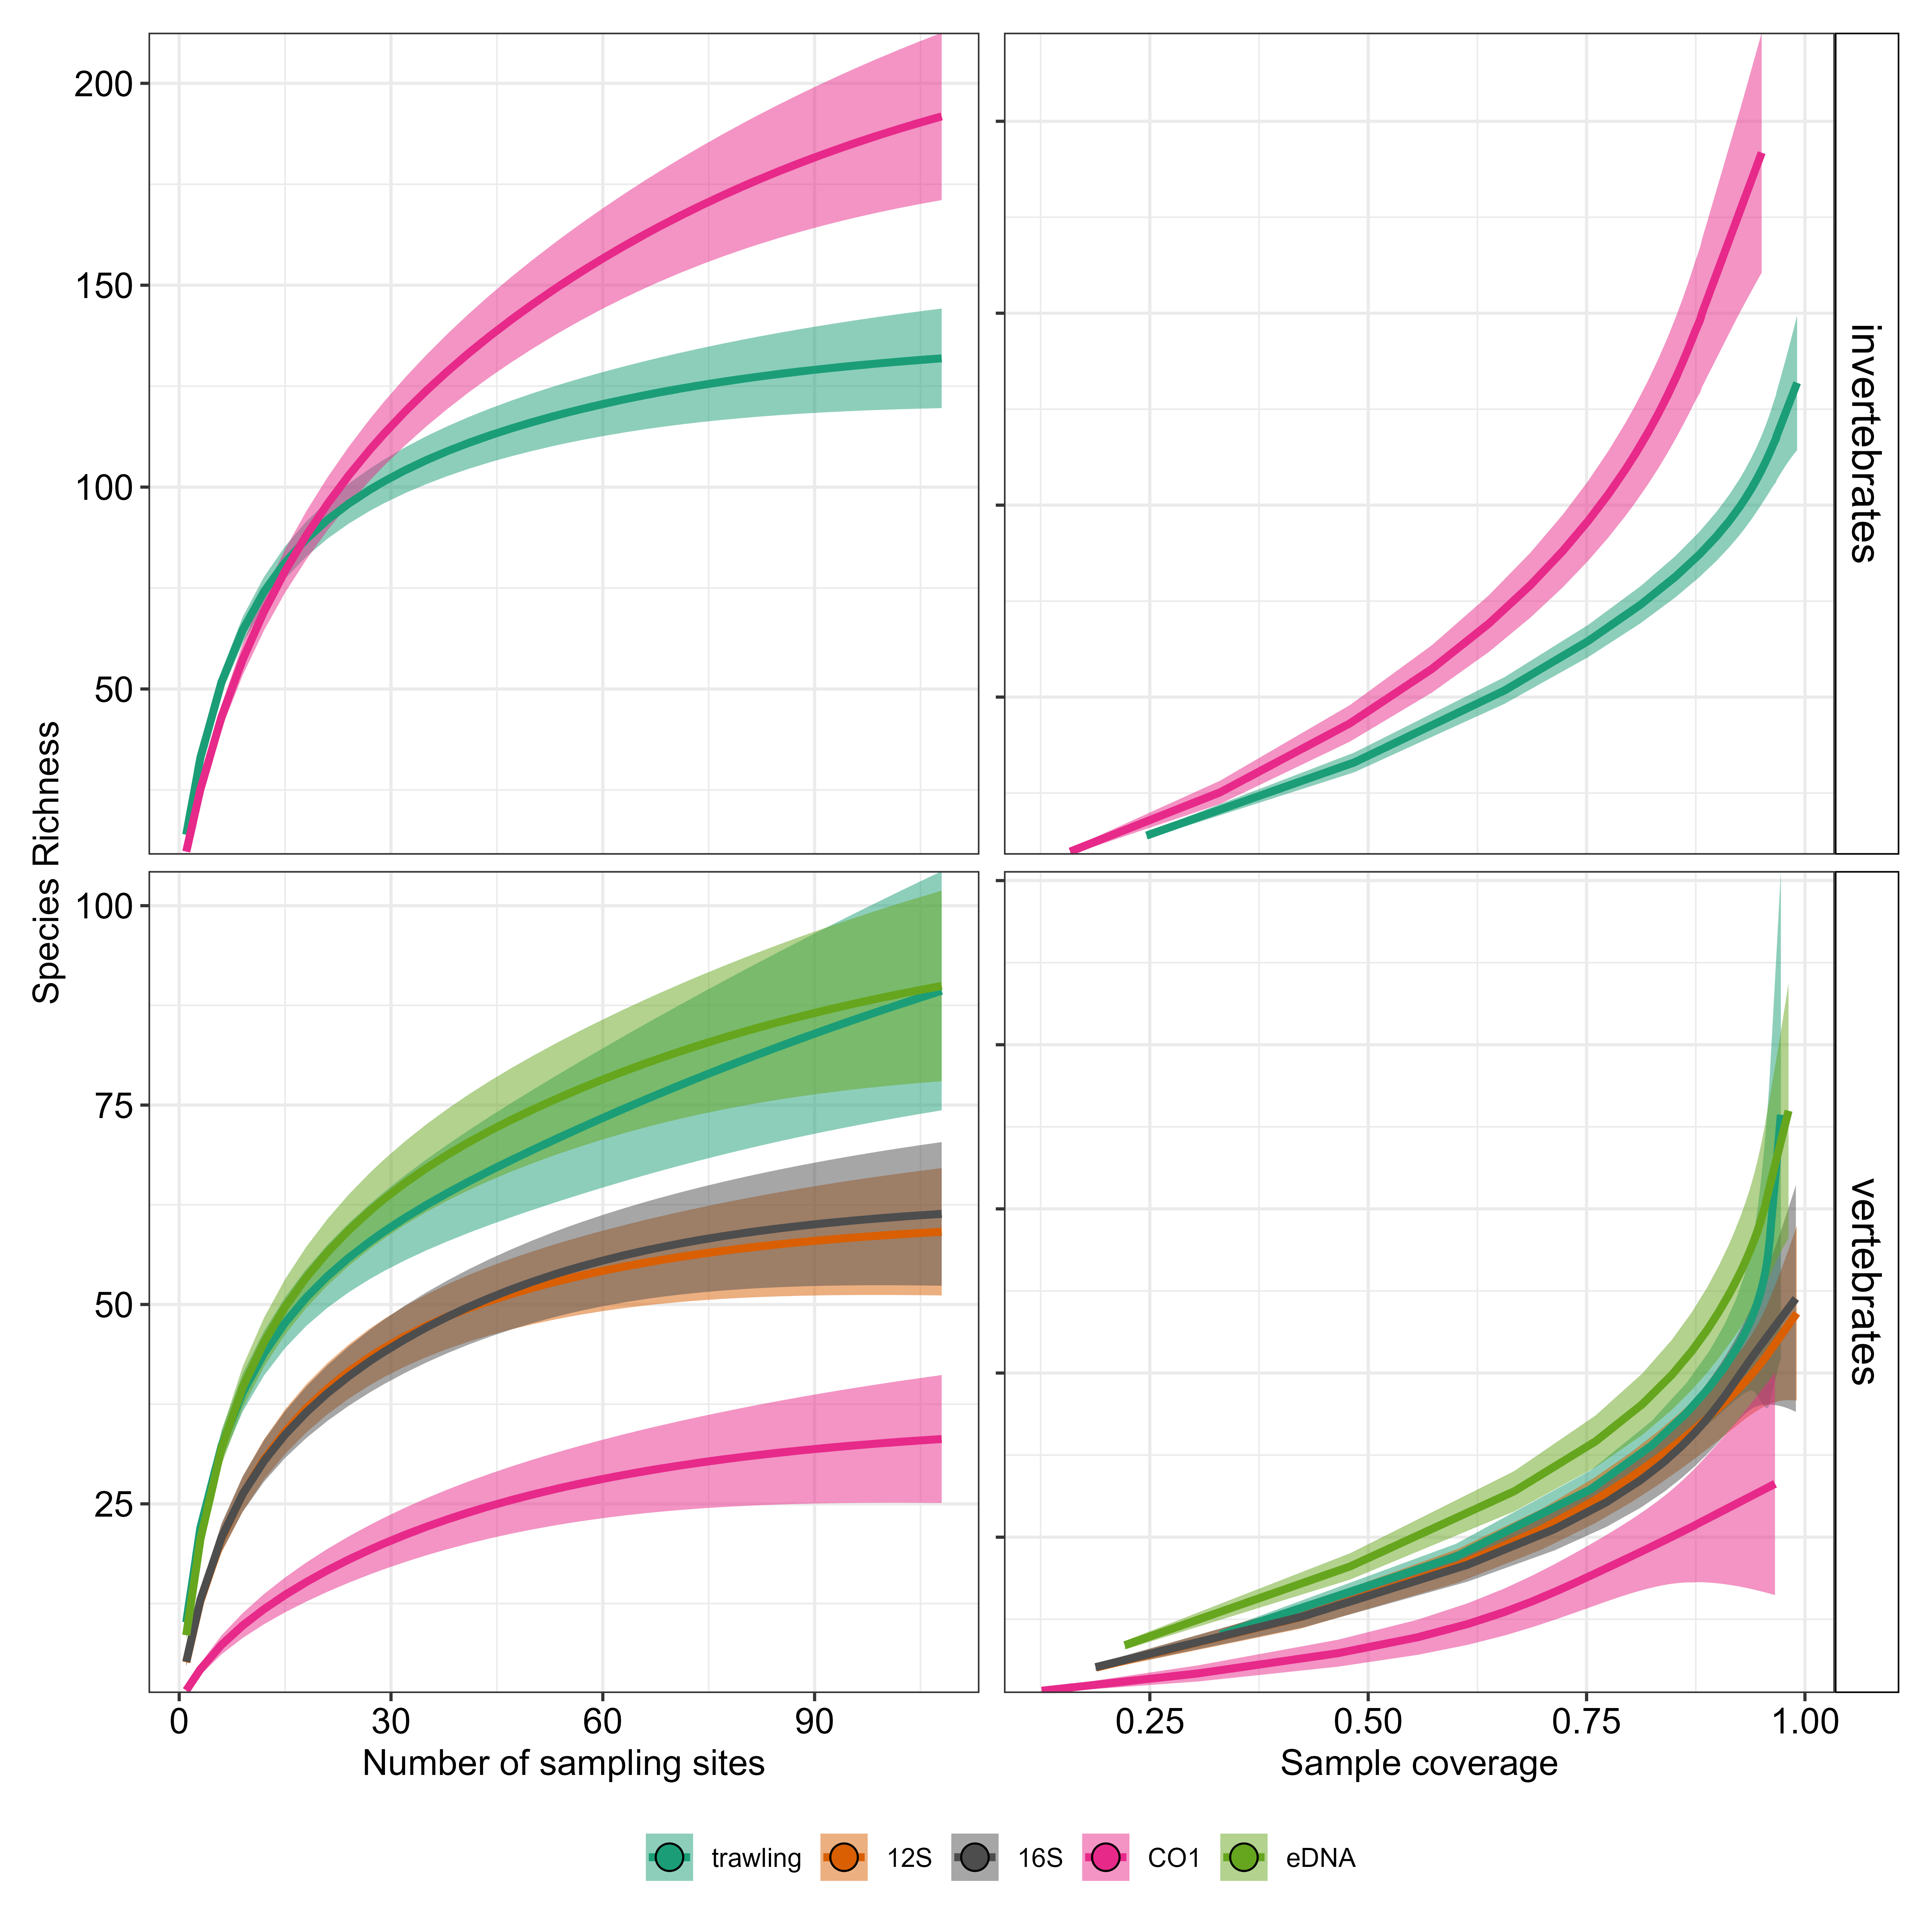 Species Richness
200
150
100
50
invertebrates
100
75
50
25
vertebrates
0 30 60 90
0.25 0.50 0.75 1.00
Number of sampling sites
Sample coverage
trawling 12S 16S CO1 eDNA